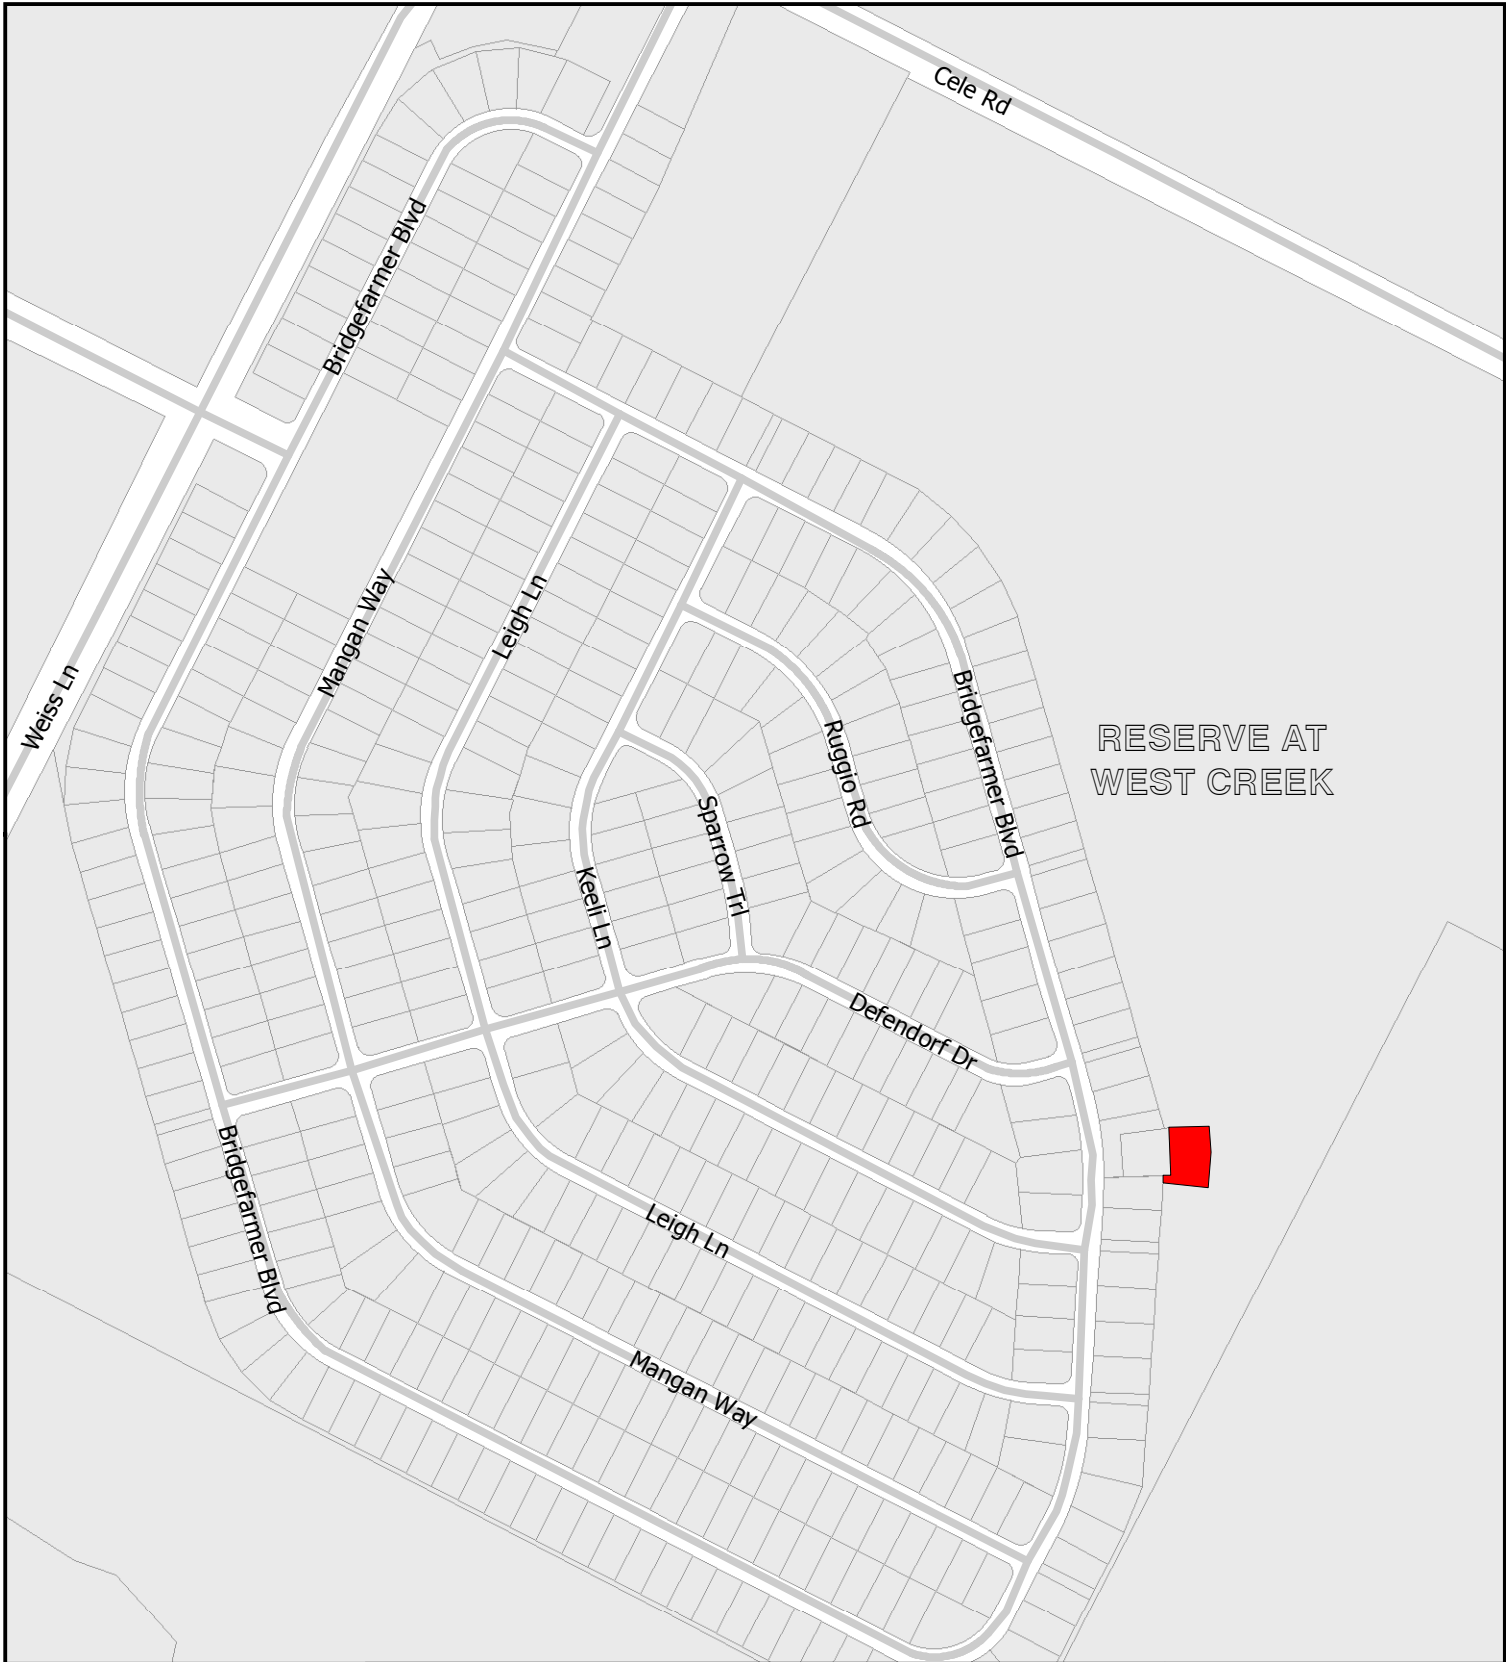 Cele Rd
Bridgefarmer Blvd
Mangan Way
Leigh Ln
Weiss Ln
Bridgefarmer Blvd
Ruggio Rd
RESERVE AT
WEST CREEK
Sparrow Trl
Keeli Ln
Defendorf Dr
Bridgefarmer Blvd
Leigh Ln
Mangan Way